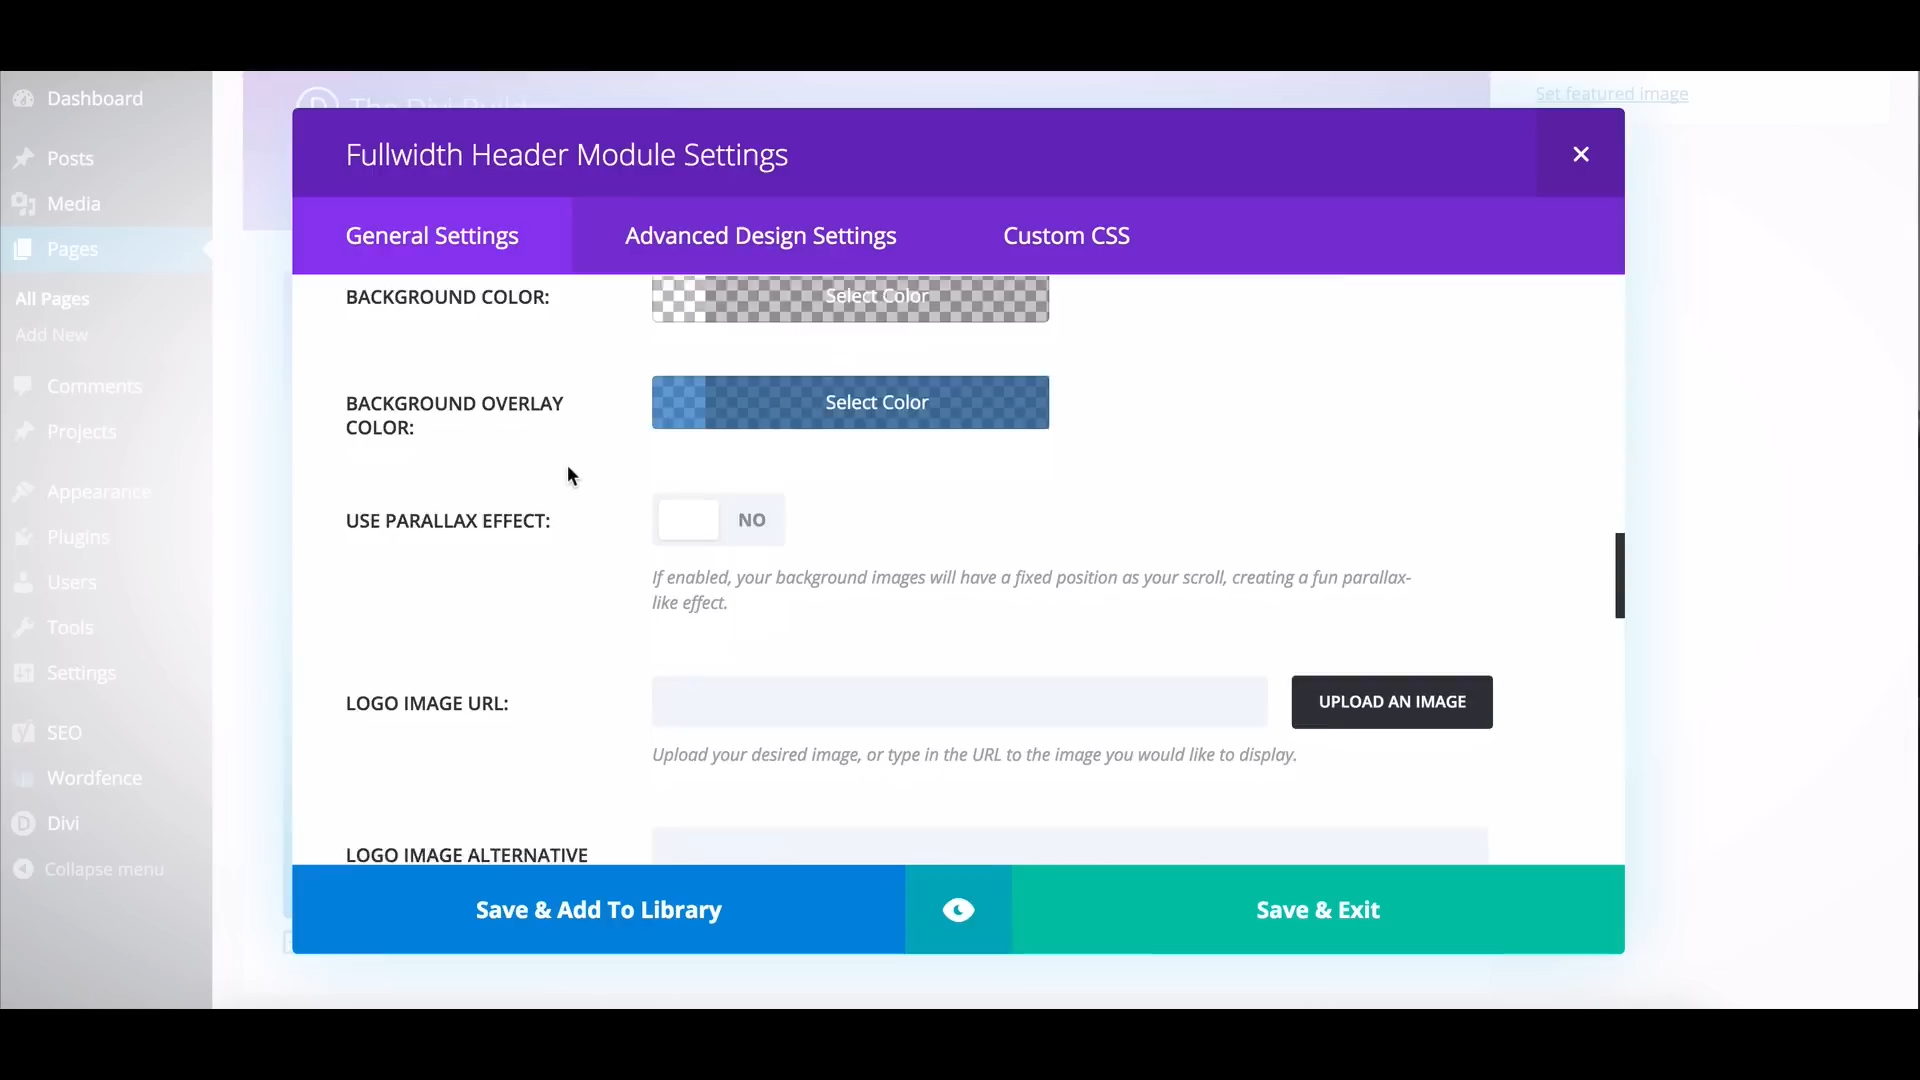 Dashboard
Posts
Media
Pages
All Pages
Add New
Comments
Projects
Appearance
Plugins
Users
Tools
Settings
SEO
Wordfence
Divi
Collapse menu
The Divi Builder
Set featured image
Fullwidth Header Module Settings
General Settings
Advanced Design Settings
Custom CSS
BACKGROUND COLOR:
Select Color
BACKGROUND OVERLAY
COLOR:
Select Color
USE PARALLAX EFFECT:
NO
If enabled, your background images will have a fixed position as your scroll, creating a fun parallax-
like effect.
LOGO IMAGE URL:
UPLOAD AN IMAGE
Upload your desired image, or type in the URL to the image you would like to display.
LOGO IMAGE ALTERNATIVE
Save & Add To Library
Save & Exit